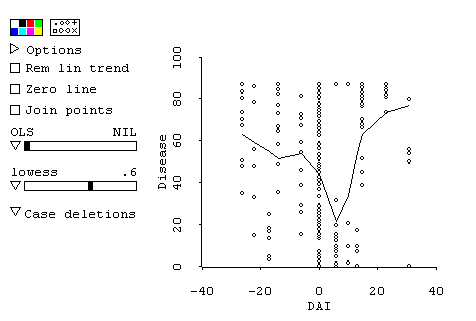 Options
Rem lin trend
Zero line
Join points
OLS NIL
lowess .6
Case deletions
Disease
100
80
60
40
20
0
-40 -20 0 20 40
DAI